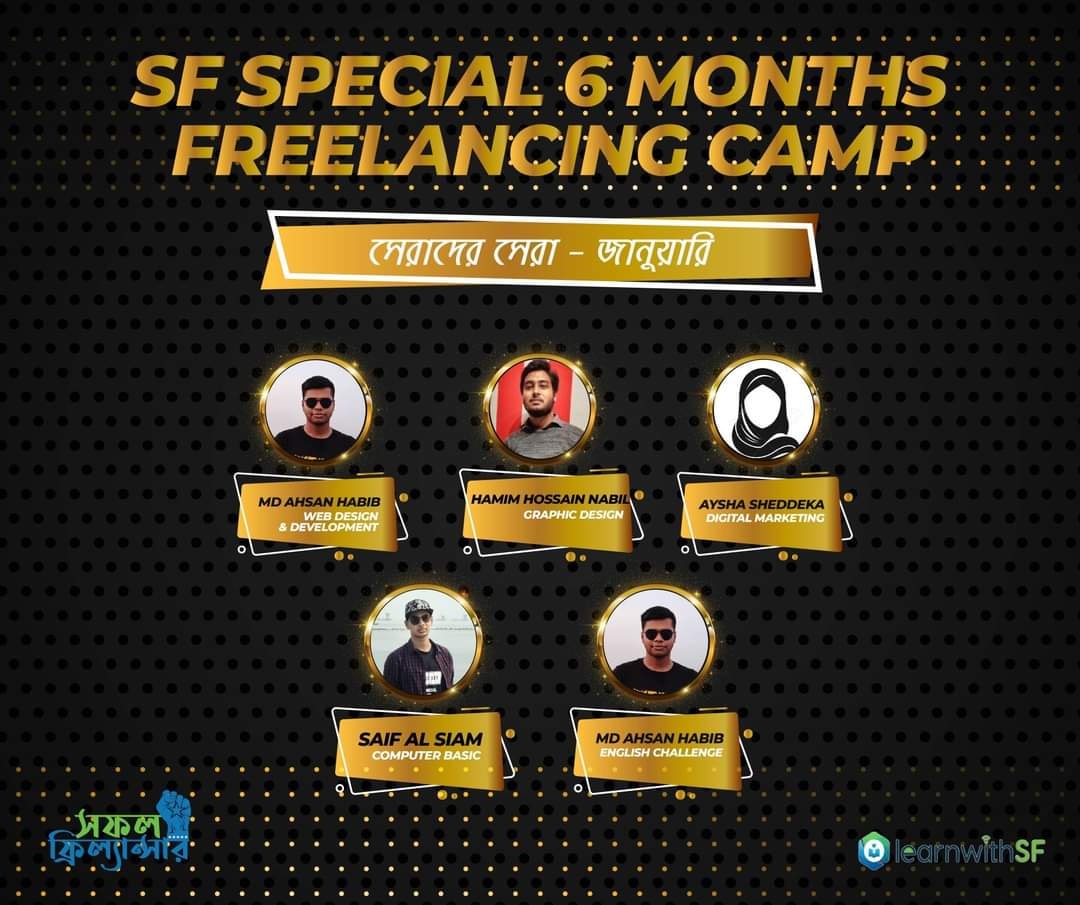 SF SPECIAL 6 MONTHS
FREELANCING CAMP
সেরাদের সেরা - জানুয়ারি
MD AHSAN HABIB
WEB DESIGN
& DEVELOPMENT
HAMIM HOSSAIN NABIL
GRAPHIC DESIGN
AYSHA SHEDDEKA
DIGITAL MARKETING
SAIF AL SIAM
COMPUTER BASIC
MD AHSAN HABIB
ENGLISH CHALLENGE
সফল
ফ্রিল্যান্সার
learnwithSF